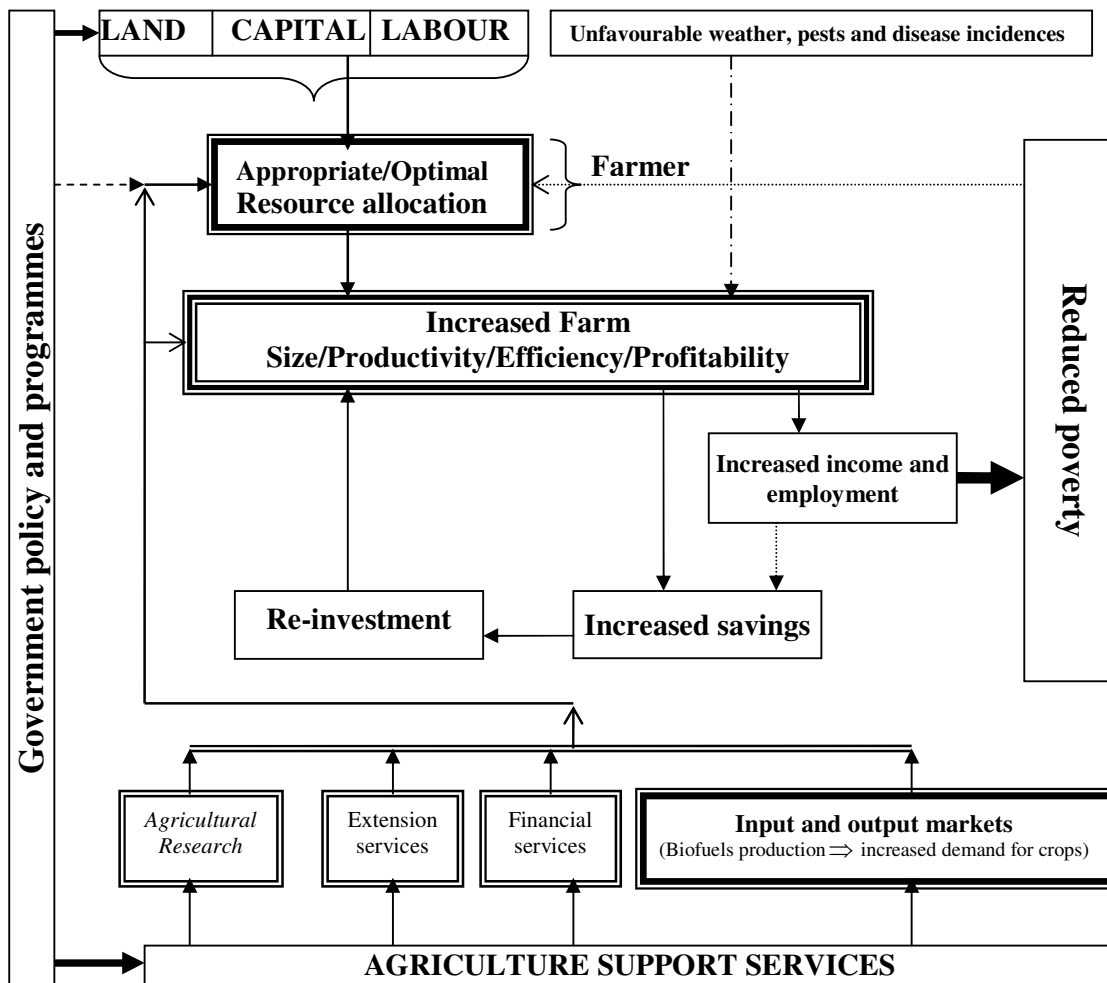 LAND CAPITAL LABOUR
Unfavourable weather, pests and disease incidences
Appropriate/Optimal
Resource allocation
Farmer
Increased Farm
Size/Productivity/Efficiency/Profitability
Government policy and programmes
Reduced poverty
Increased income and
employment
Re-investment
Increased savings
Agricultural
Research
Extension
services
Financial
services
Input and output markets
(Biofuels production ⇒ increased demand for crops)
AGRICULTURE SUPPORT SERVICES